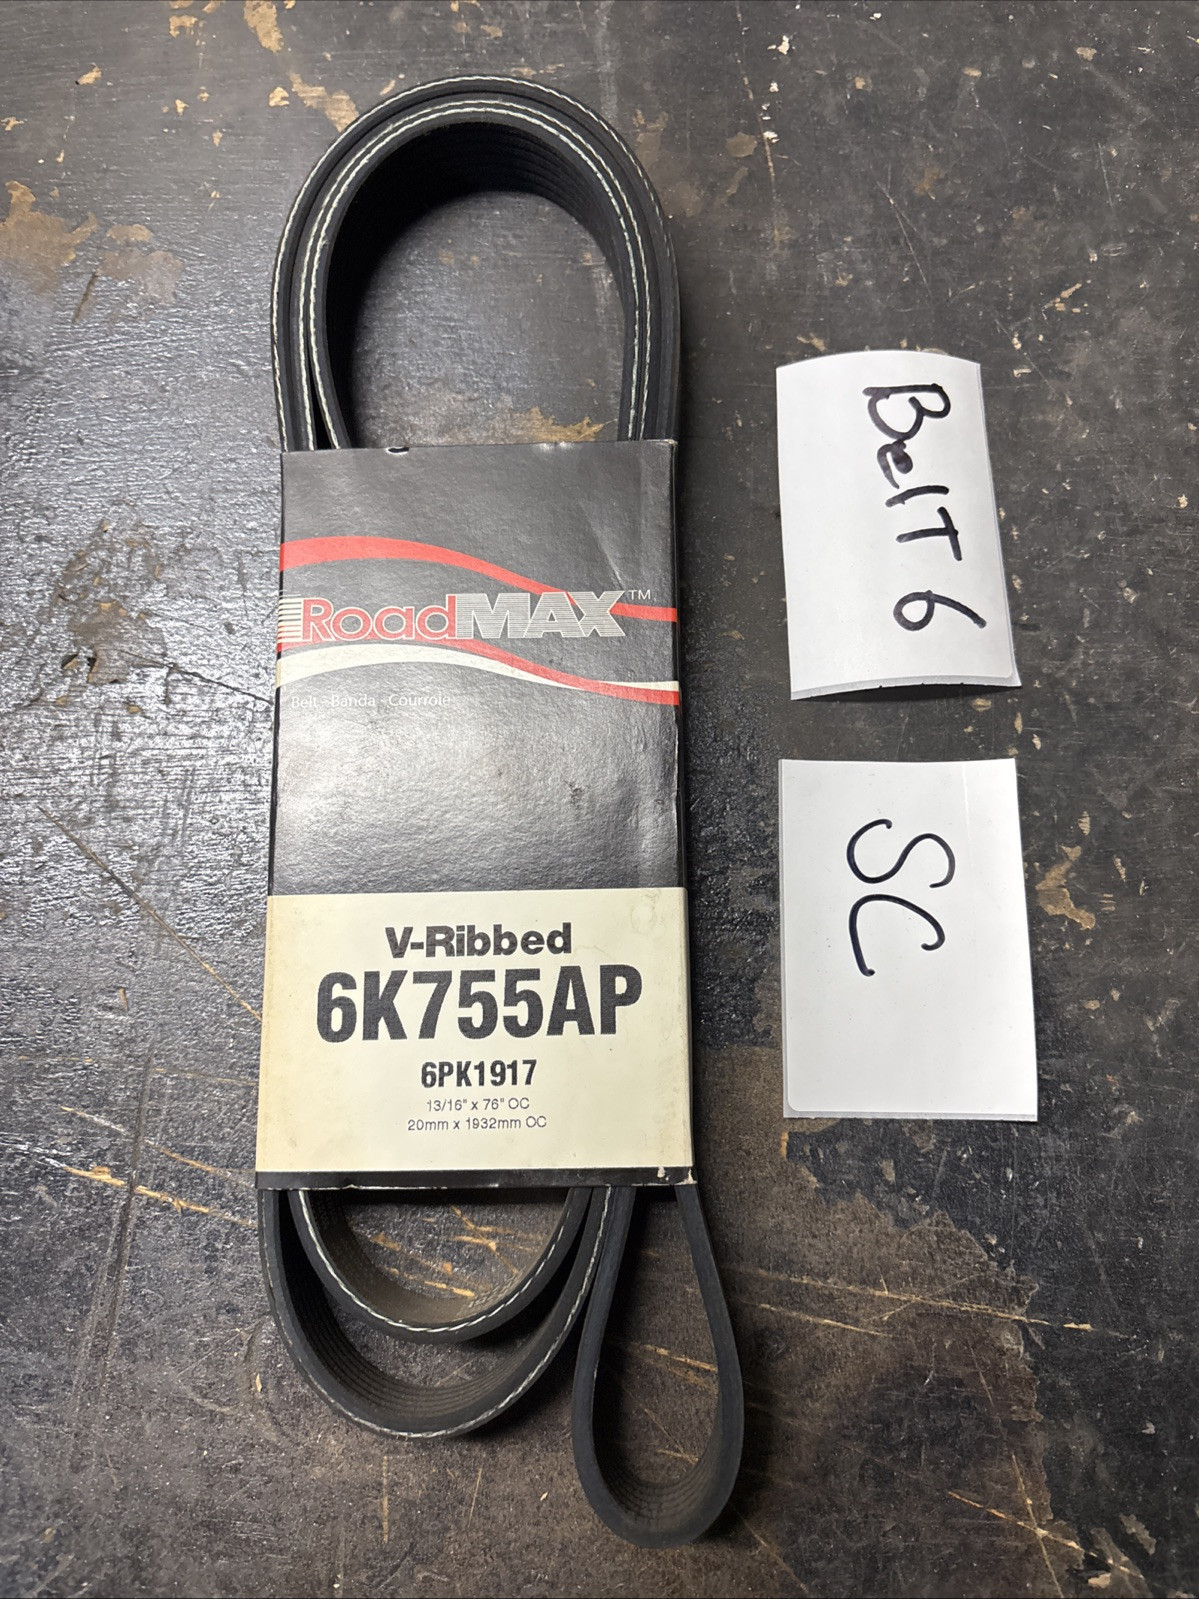 RoadMAX™
Belt - Banda - Courroie
V-Ribbed
6K755AP
6PK1917
13/16" x 76" OC
20mm x 1932mm OC
BelT 6
SC